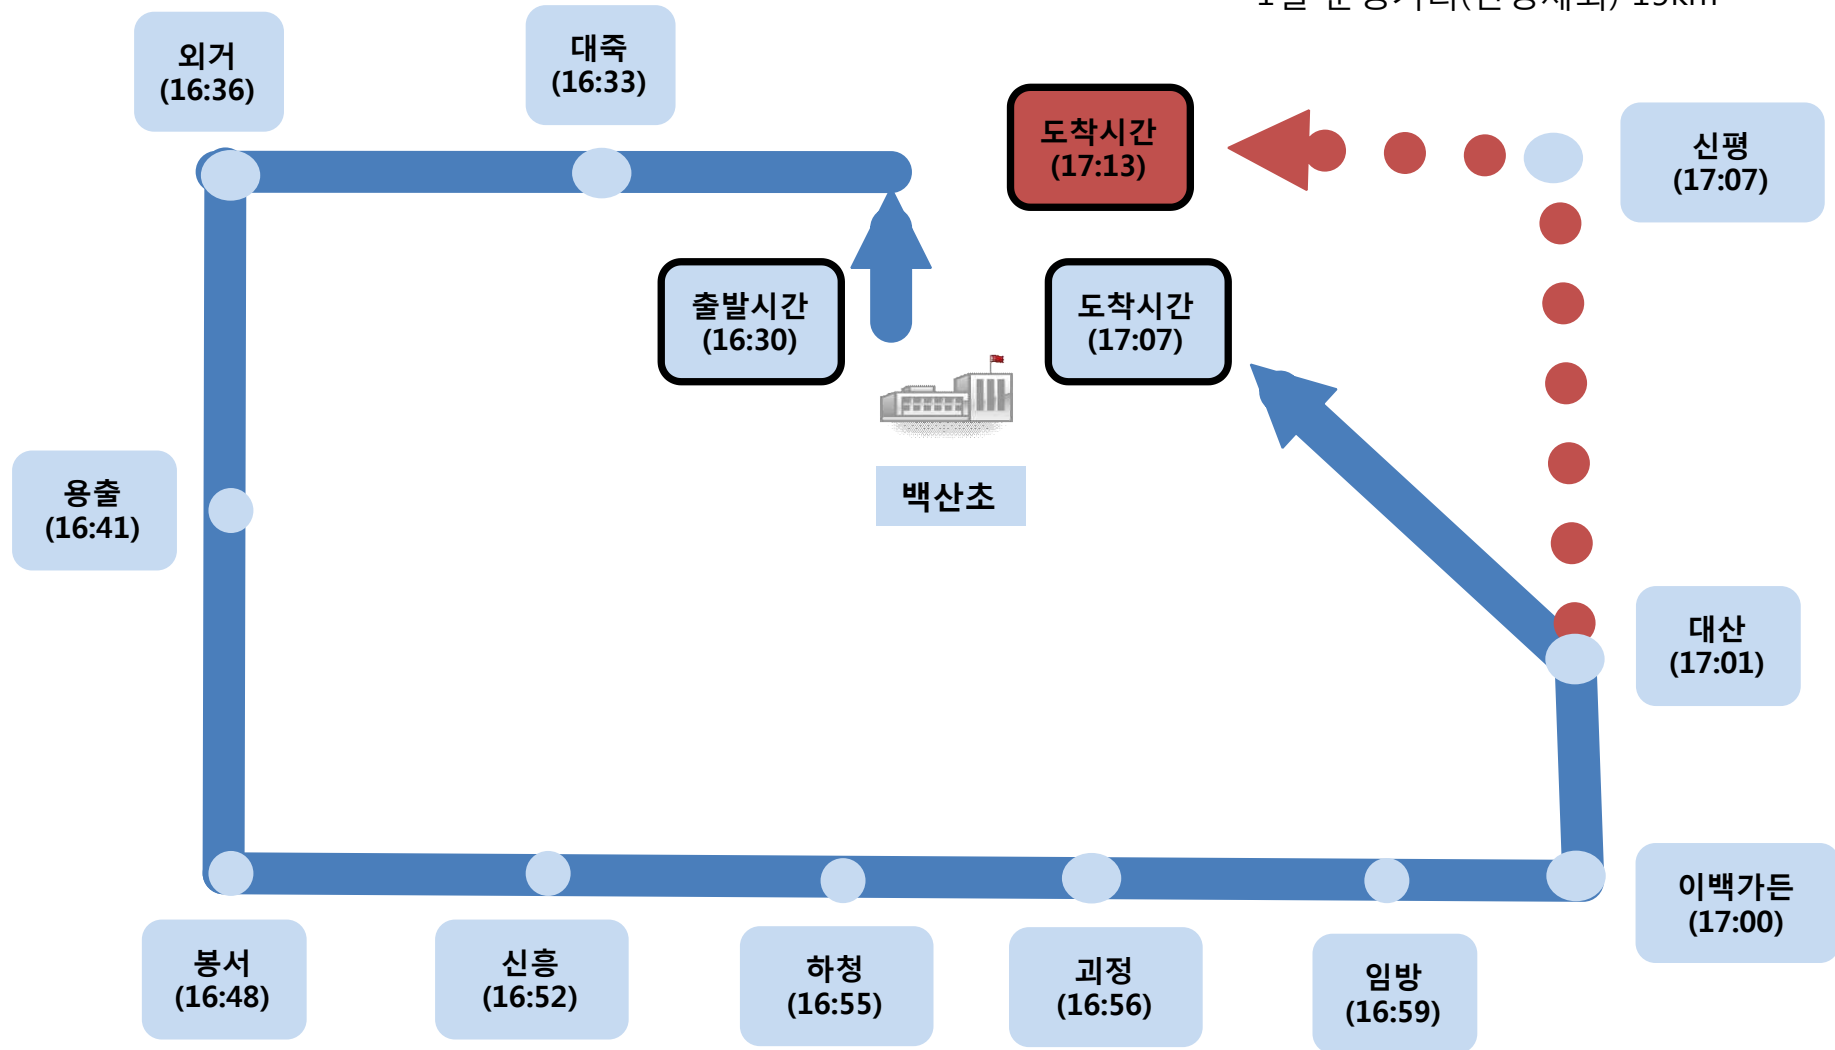 외거
(16:36)
대죽
(16:33)
도착시간
(17:13)
신평
(17:07)
출발시간
(16:30)
도착시간
(17:07)
용출
(16:41)
백산초
대산
(17:01)
이백가든
(17:00)
봉서
(16:48)
신흥
(16:52)
하청
(16:55)
괴정
(16:56)
임방
(16:59)